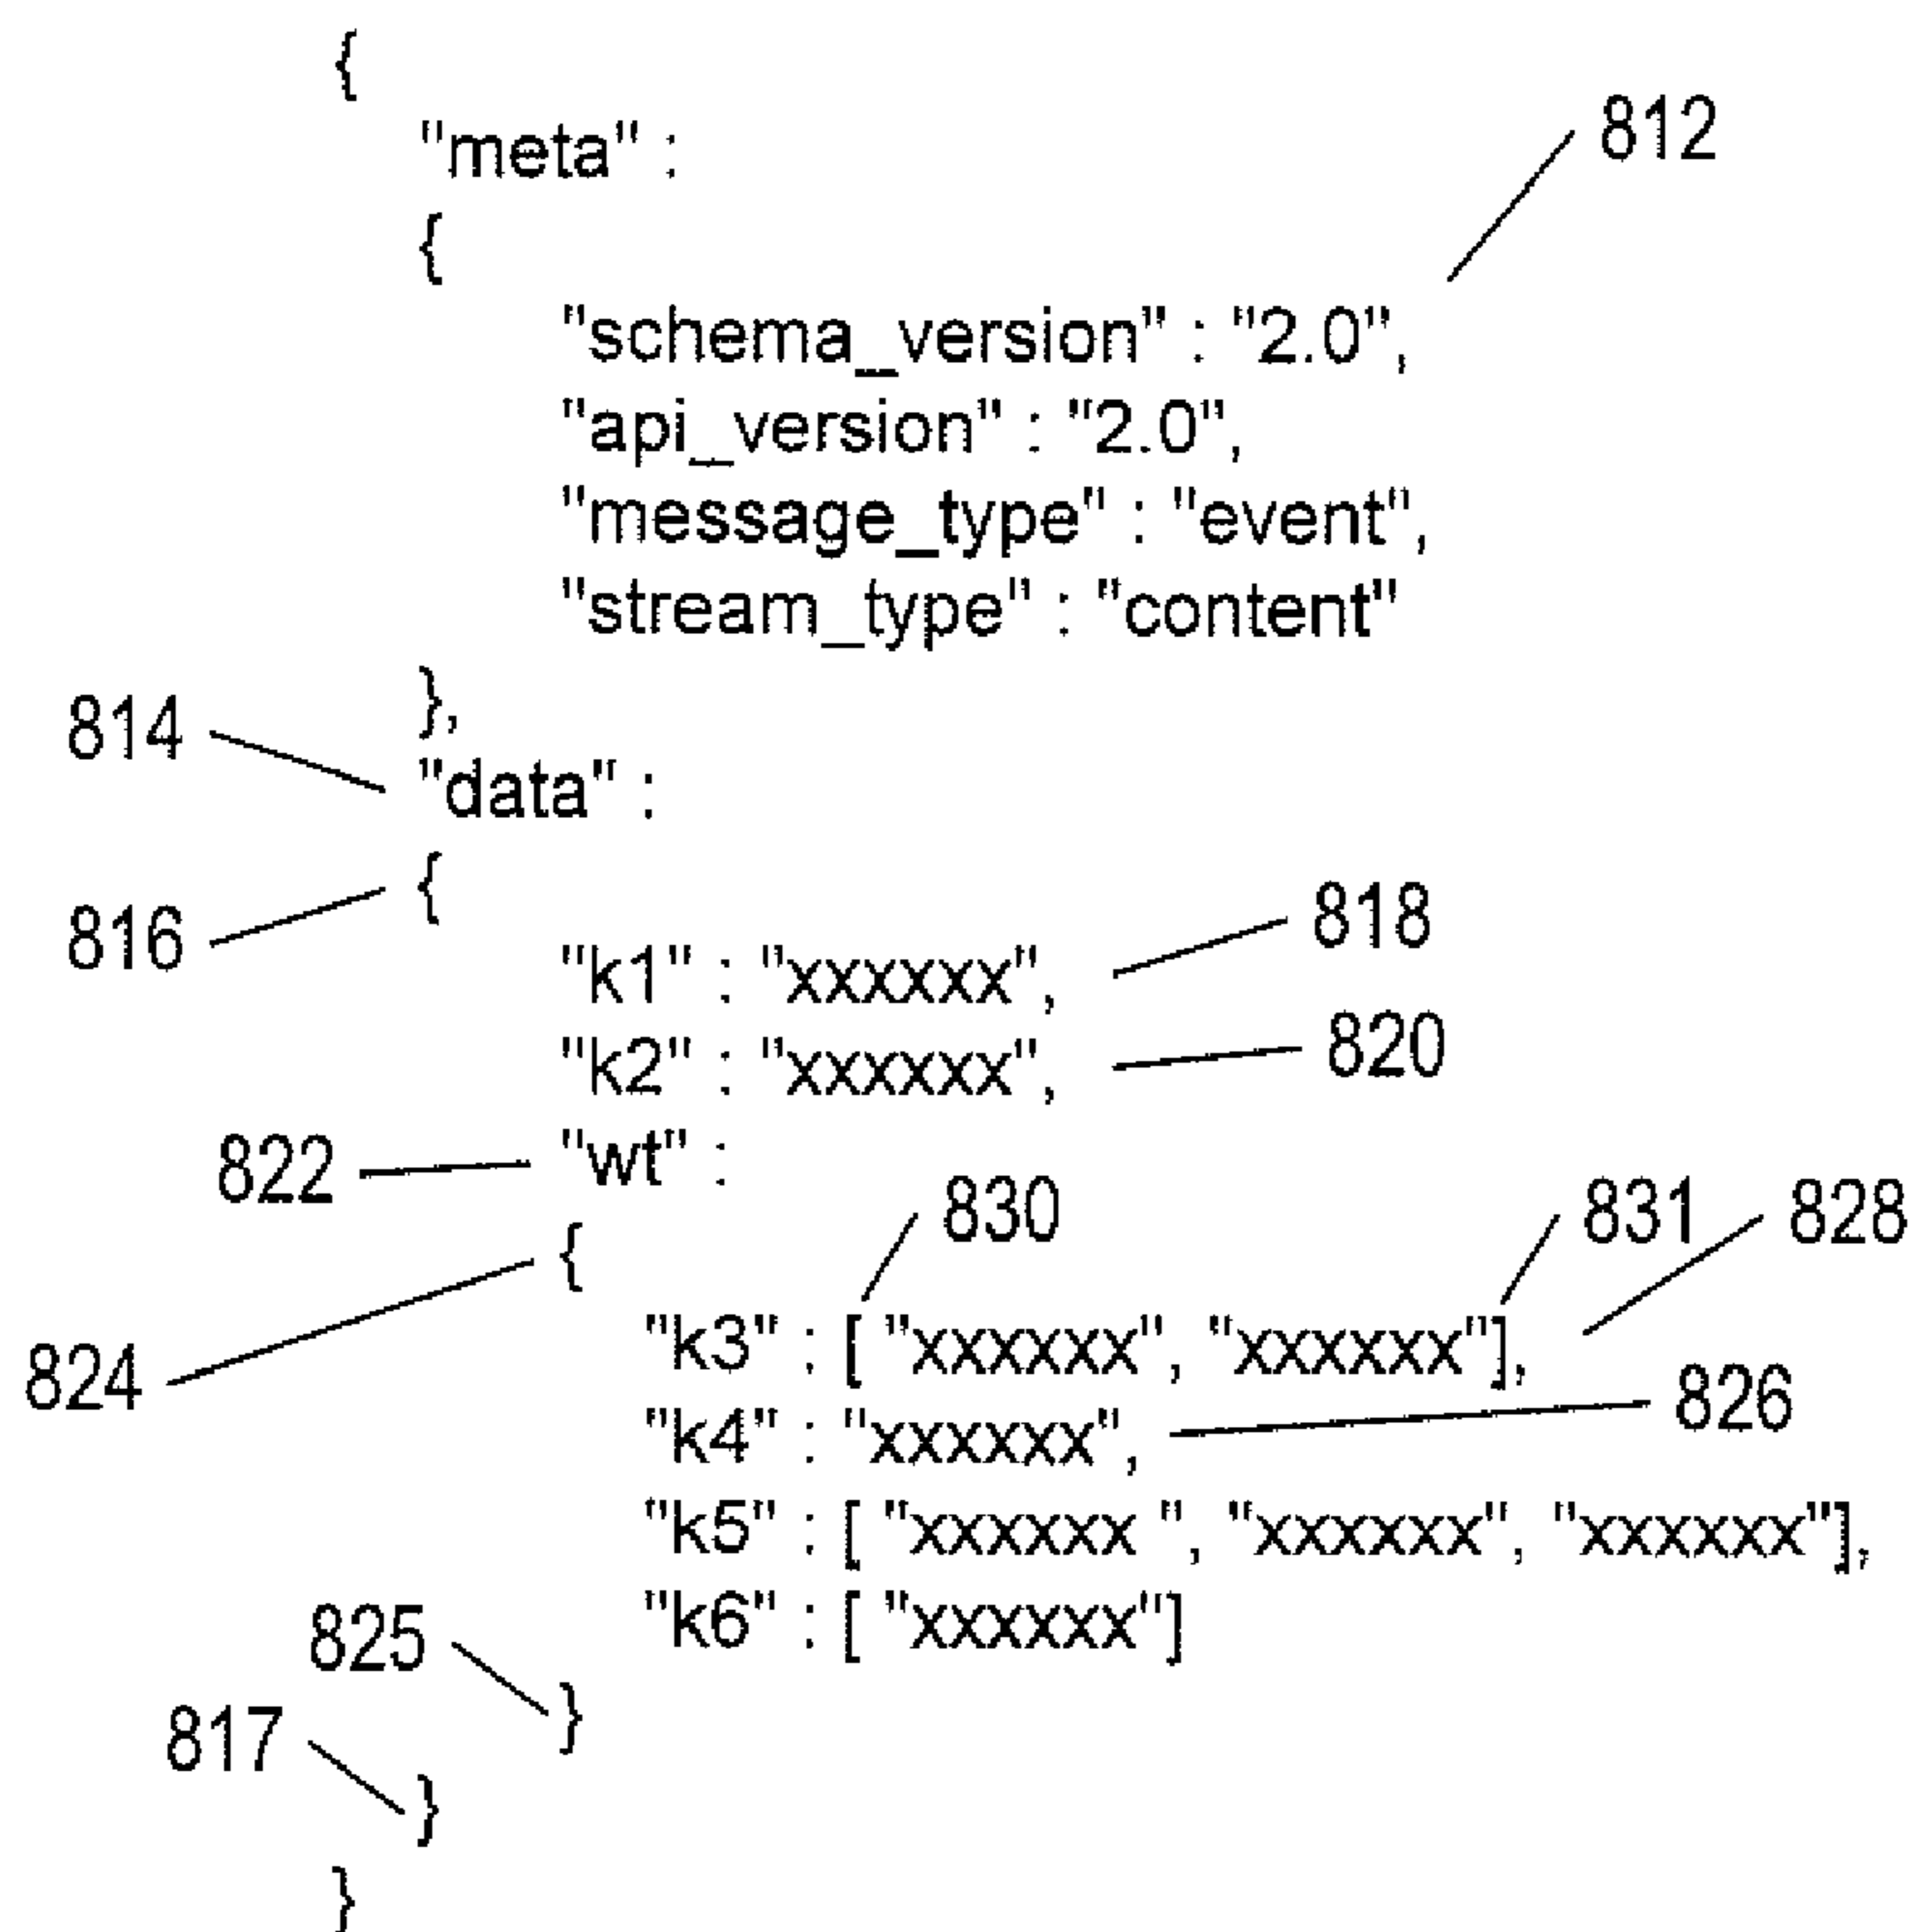 {
"meta" :
812
{
"schema_version" : "2.0",
"api_version" : "2.0",
"message_type" : "event",
"stream_type" : "content"
},
814
"data" :
816
{
818
"k1" : "xxxxxx",
820
"k2" : "xxxxxx",
822
"wt" :
830 831 828
{
824
"k3" : [ "xxxxxx", "xxxxxx"],
826
"k4" : "xxxxxx",
"k5" : [ "xxxxxx ", "xxxxxx", "xxxxxx"],
"k6" : [ "xxxxxx"]
825
}
817
}
}